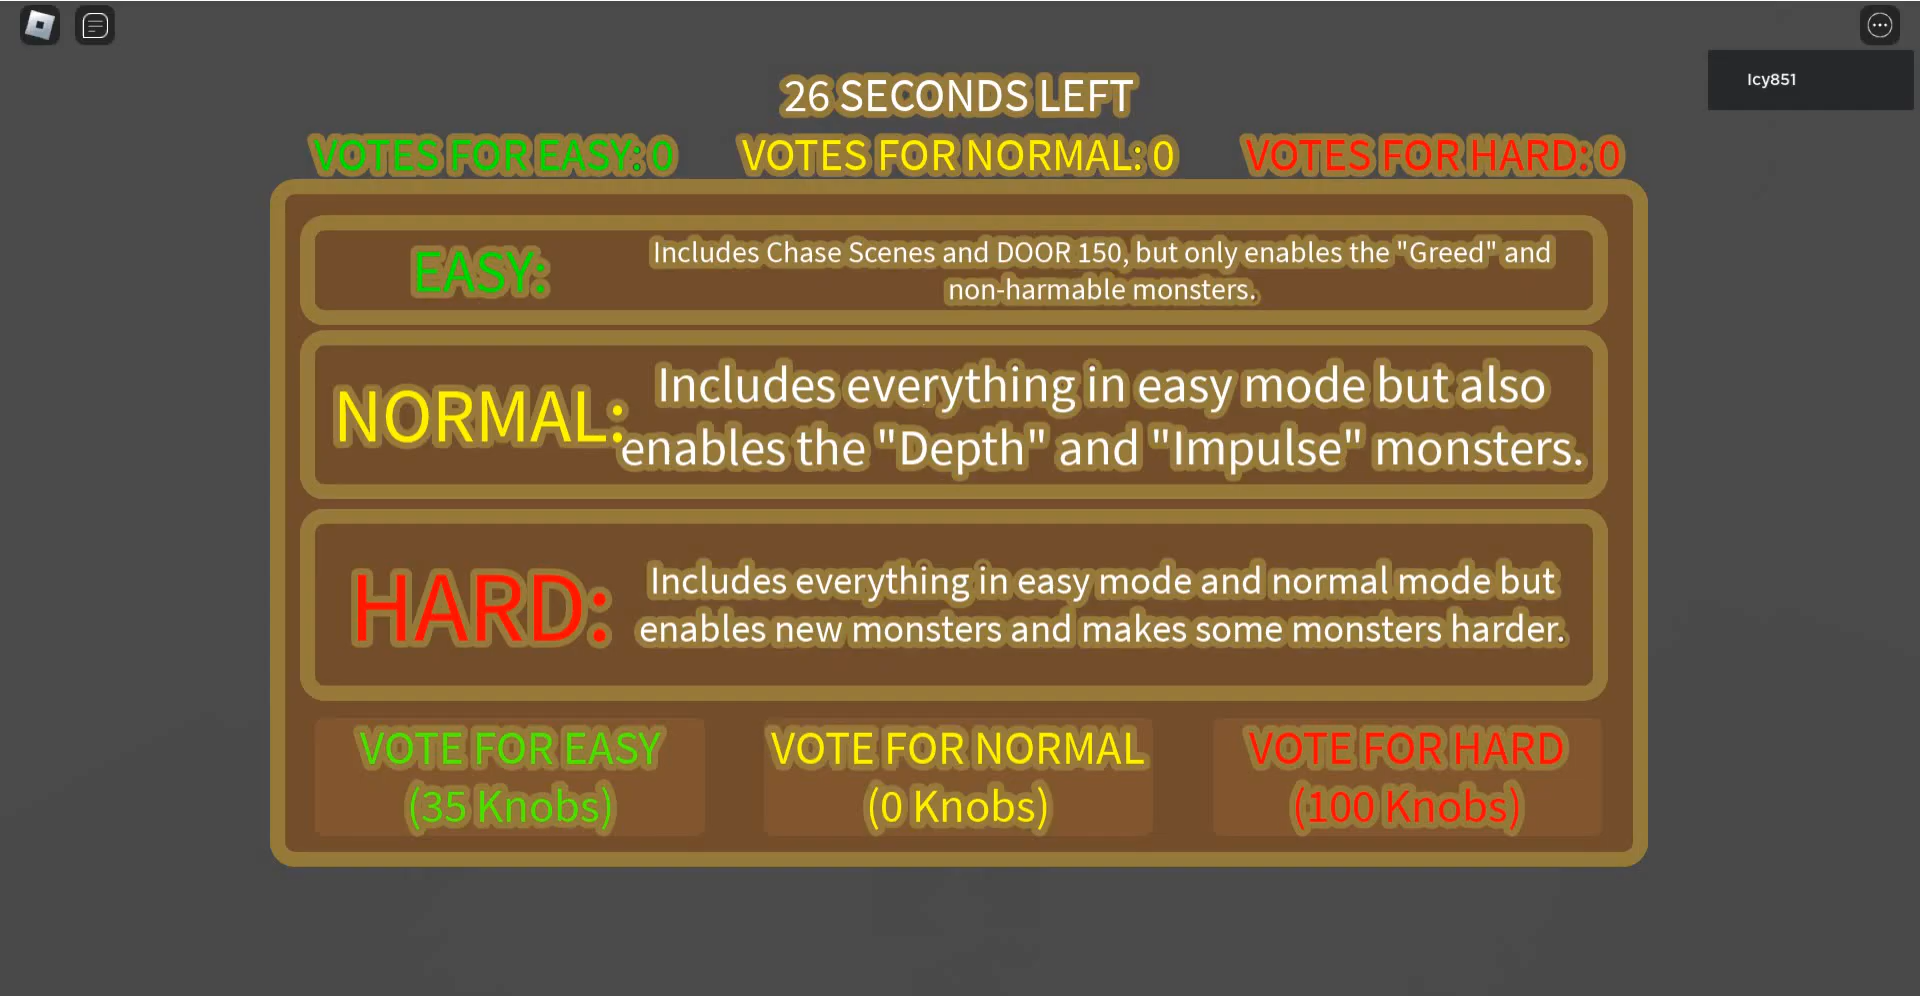 Icy851
26 SECONDS LEFT
VOTES FOR EASY: 0
VOTES FOR NORMAL: 0
VOTES FOR HARD: 0
EASY:
Includes Chase Scenes and DOOR 150, but only enables the "Greed" and
non-harmable monsters.
NORMAL:
Includes everything in easy mode but also
enables the "Depth" and "Impulse" monsters.
HARD:
Includes everything in easy mode and normal mode but
enables new monsters and makes some monsters harder.
VOTE FOR EASY
(35 Knobs)
VOTE FOR NORMAL
(0 Knobs)
VOTE FOR HARD
(100 Knobs)